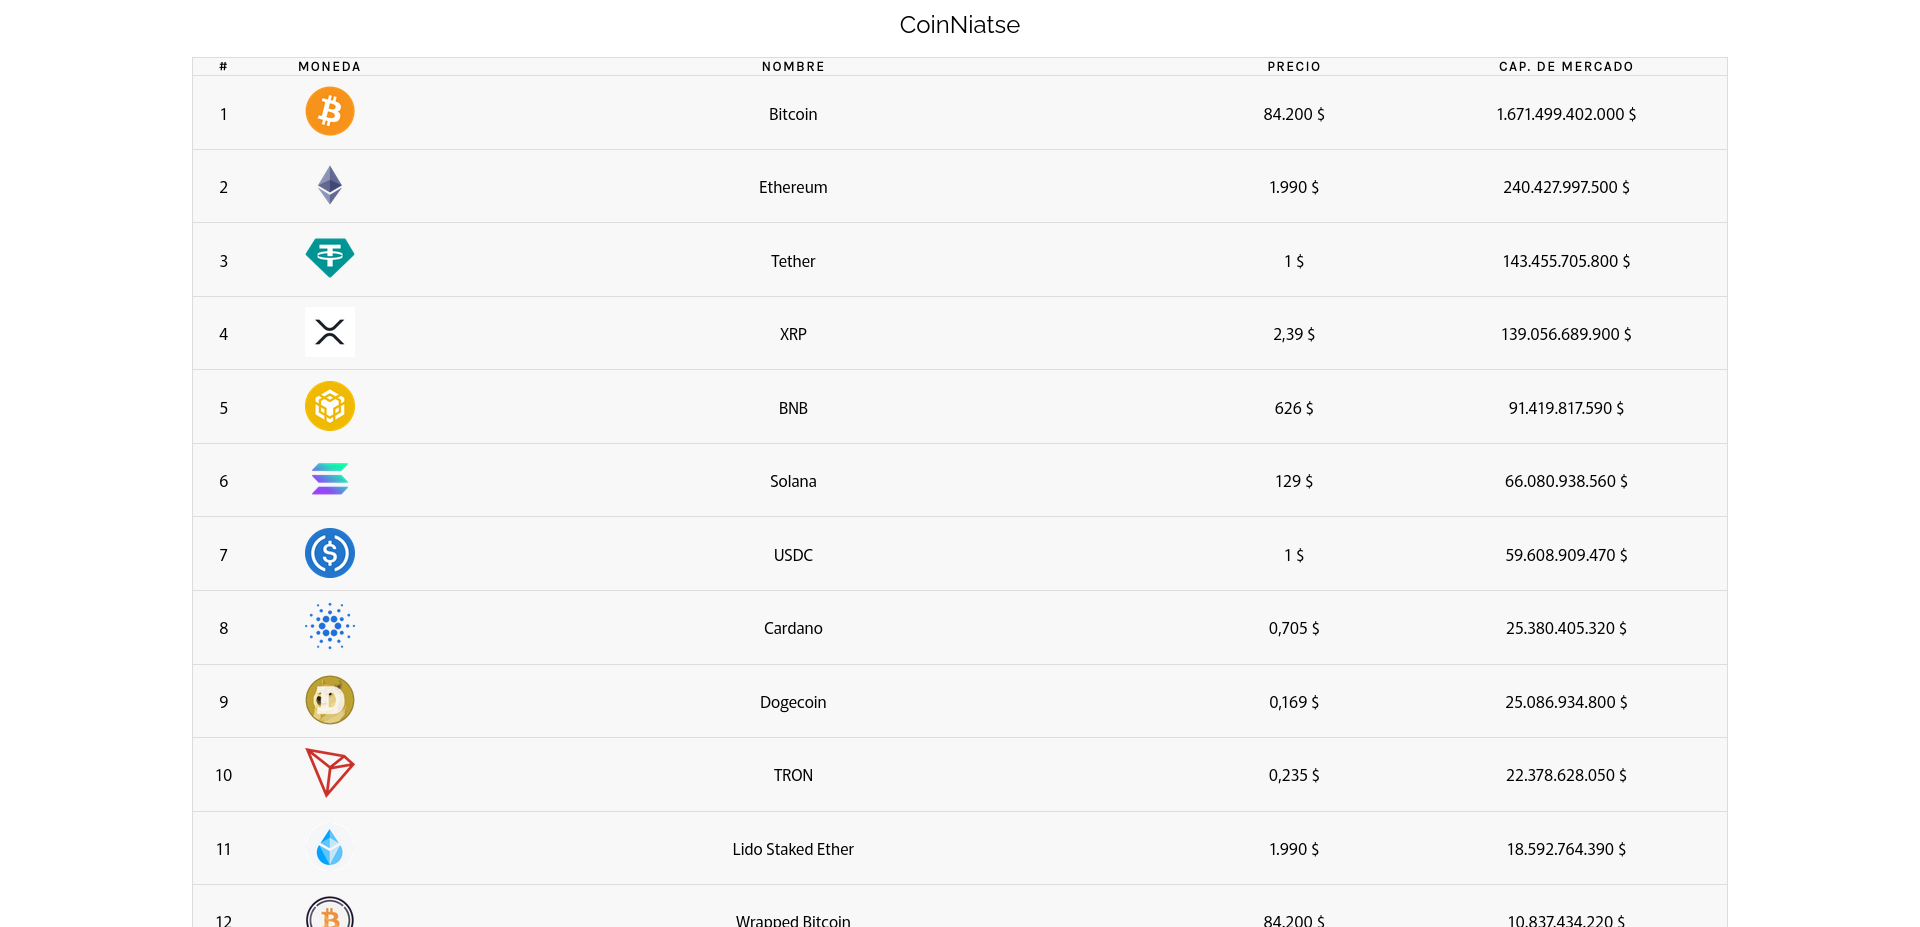 CoinNiatse
# MONEDA NOMBRE PRECIO CAP. DE MERCADO
1 Bitcoin 84.200 $ 1.671.499.402.000 $
2 Ethereum 1.990 $ 240.427.997.500 $
3 Tether 1 $ 143.455.705.800 $
4 XRP 2,39 $ 139.056.689.900 $
5 BNB 626 $ 91.419.817.590 $
6 Solana 129 $ 66.080.938.560 $
7 USDC 1 $ 59.608.909.470 $
8 Cardano 0,705 $ 25.380.405.320 $
9 Dogecoin 0,169 $ 25.086.934.800 $
10 TRON 0,235 $ 22.378.628.050 $
11 Lido Staked Ether 1.990 $ 18.592.764.390 $
12 Wrapped Bitcoin 84.200 $ 10.837.434.220 $